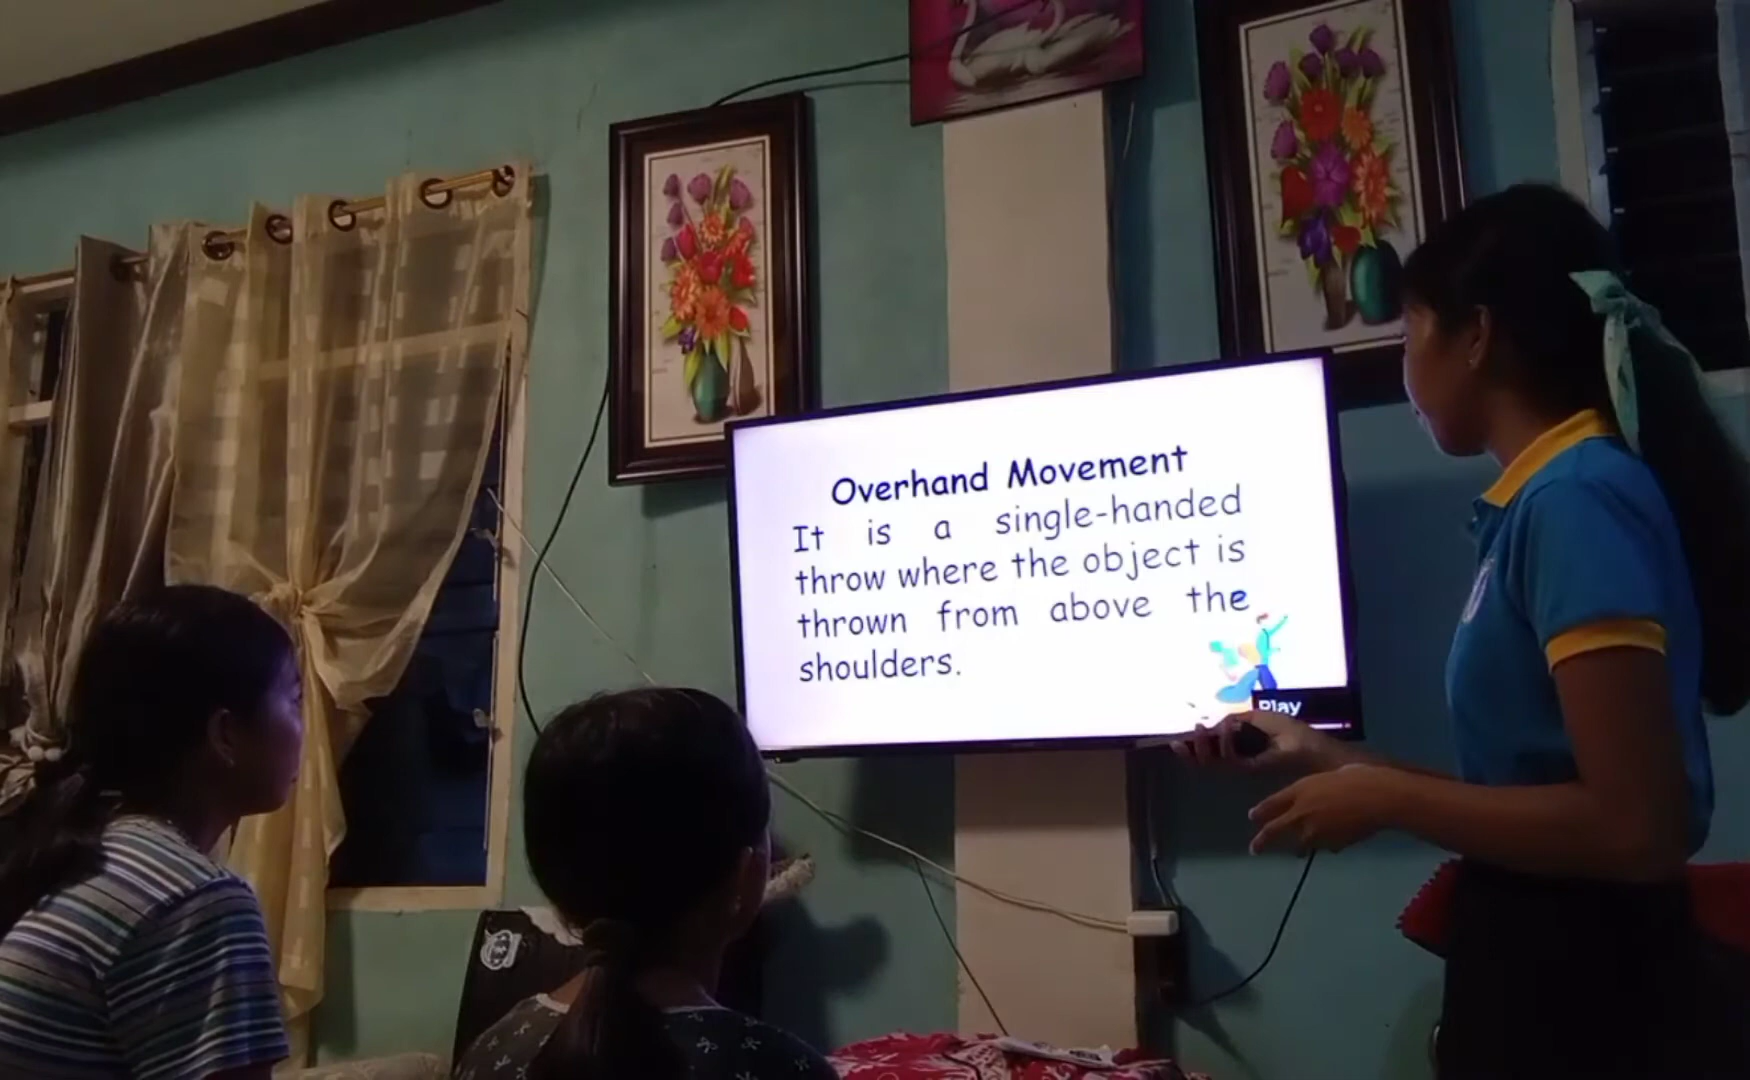 Overhand Movement
It is a single-handed
throw where the object is
thrown from above the
shoulders.
Play